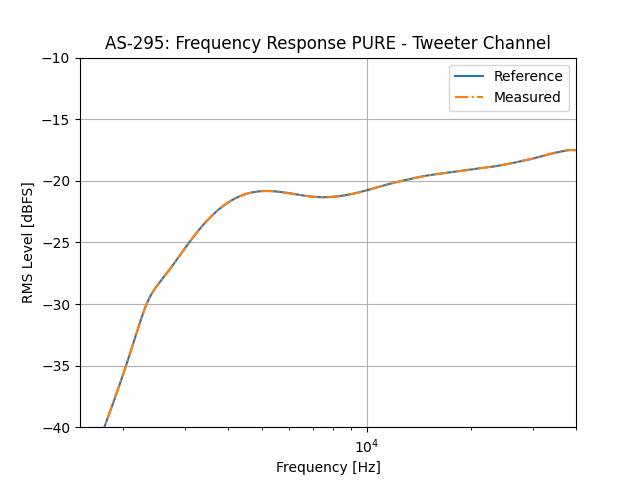 AS-295: Frequency Response PURE - Tweeter Channel
−10
−15
−20
−25
−30
−35
−40
RMS Level [dBFS]
Reference
Measured
10⁴
Frequency [Hz]